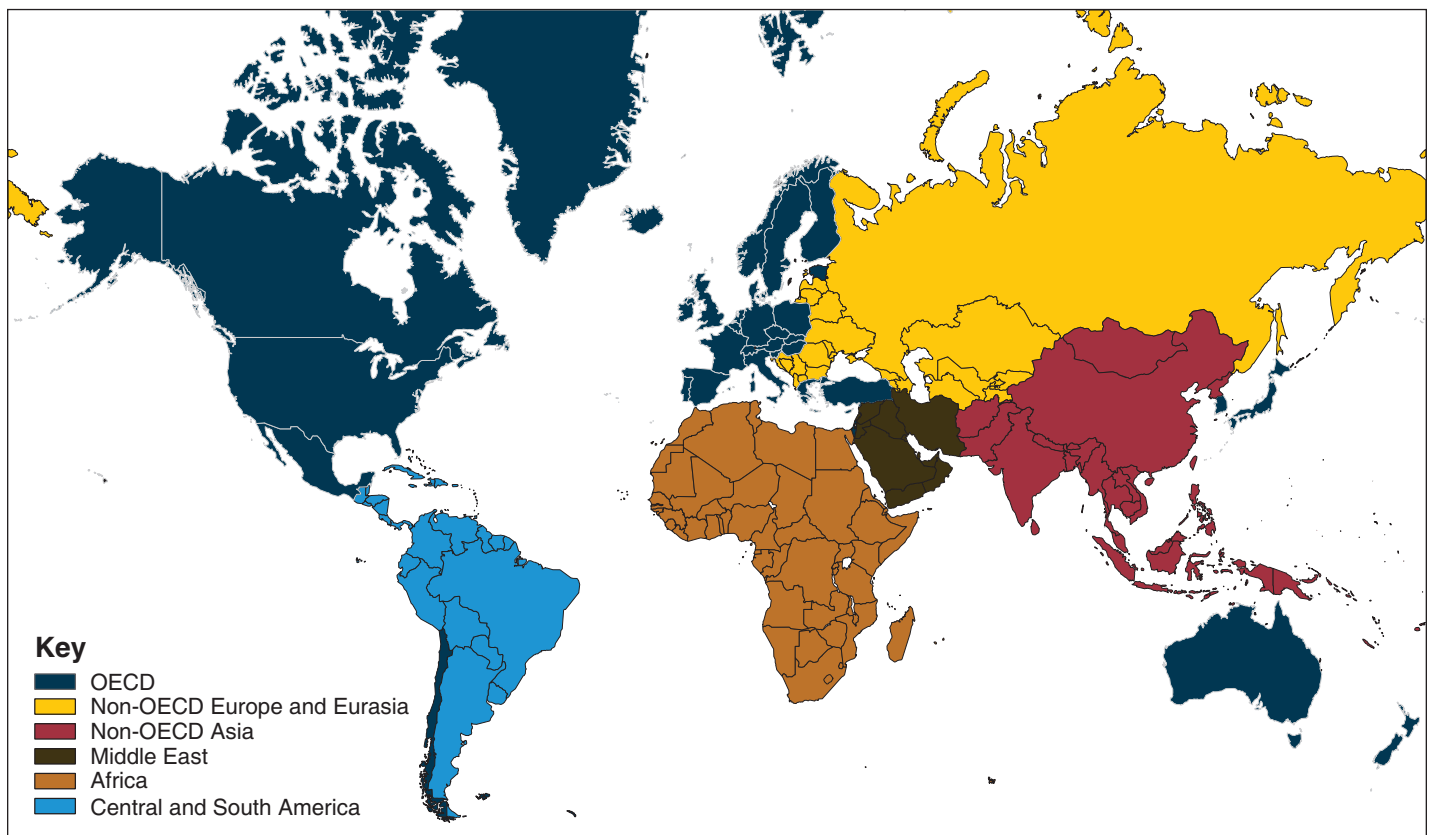 Key
OECD
Non-OECD Europe and Eurasia
Non-OECD Asia
Middle East
Africa
Central and South America